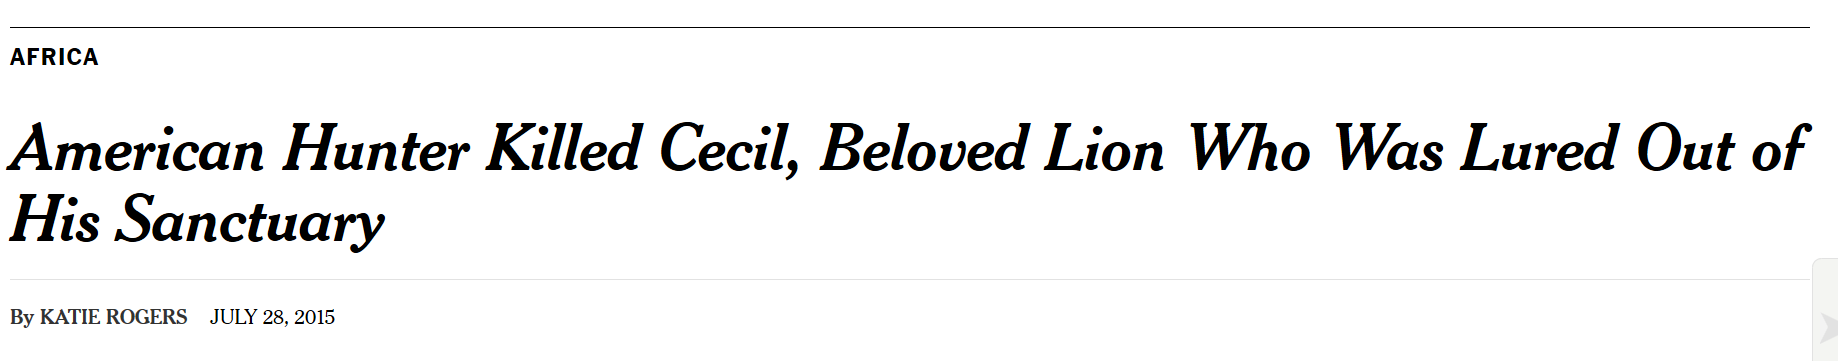 AFRICA
American Hunter Killed Cecil, Beloved Lion Who Was Lured Out of
His Sanctuary
By KATIE ROGERS JULY 28, 2015